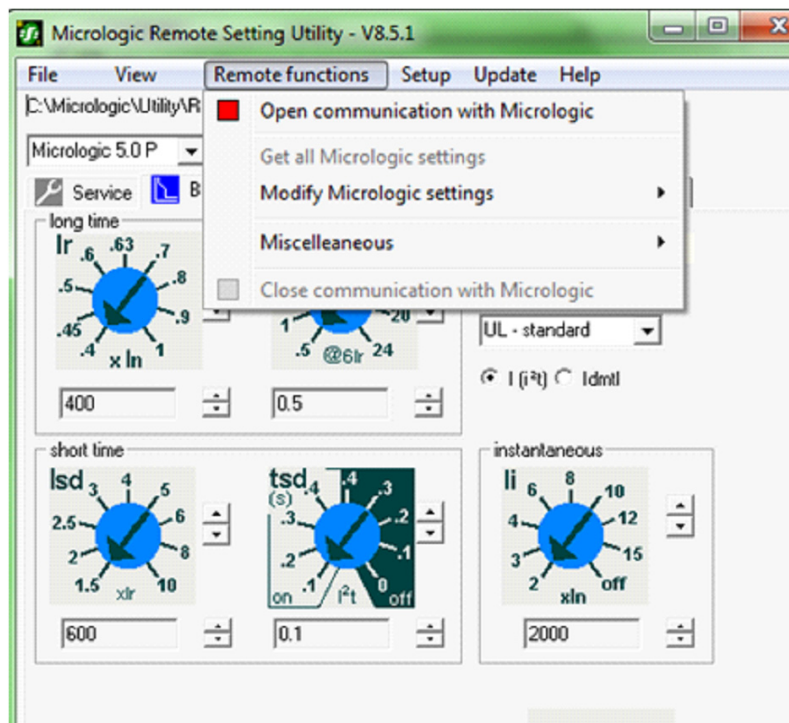 Micrologic Remote Setting Utility - V8.5.1
File View Remote functions Setup Update Help
C:\Micrologic\Utility\R
Open communication with Micrologic
Get all Micrologic settings
Modify Micrologic settings
Miscelleaneous
Close communication with Micrologic
Micrologic 5.0 P
Service B
long time
Ir
.4 .45 .5 .6 .63 .7 .8 .9 1
x In
400
.5 1 20 24
@6Ir
0.5
UL - standard
I (i²t) Idmtl
short time
Isd
1.5 2 2.5 3 4 5 6 8 10
xIr
600
tsd
(s)
.1 .2 .3 .4 .4 .3 .2 .1 0
on I²t off
0.1
instantaneous
Ii
2 3 4 6 8 10 12 15 off
xIn
2000